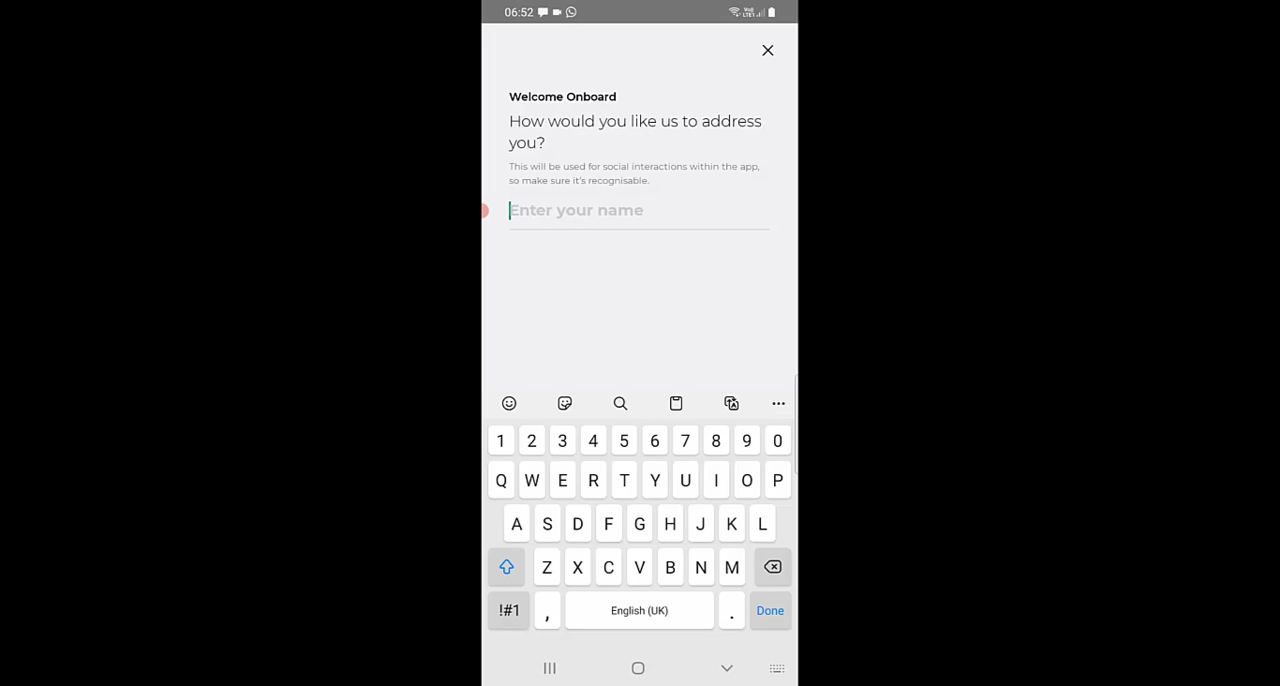 06:52
Vo)) LTE1
Welcome Onboard
How would you like us to address
you?
This will be used for social interactions within the app,
so make sure it's recognisable.
Enter your name
1 2 3 4 5 6 7 8 9 0
Q W E R T Y U I O P
A S D F G H J K L
Z X C V B N M
!#1 , English (UK) . Done